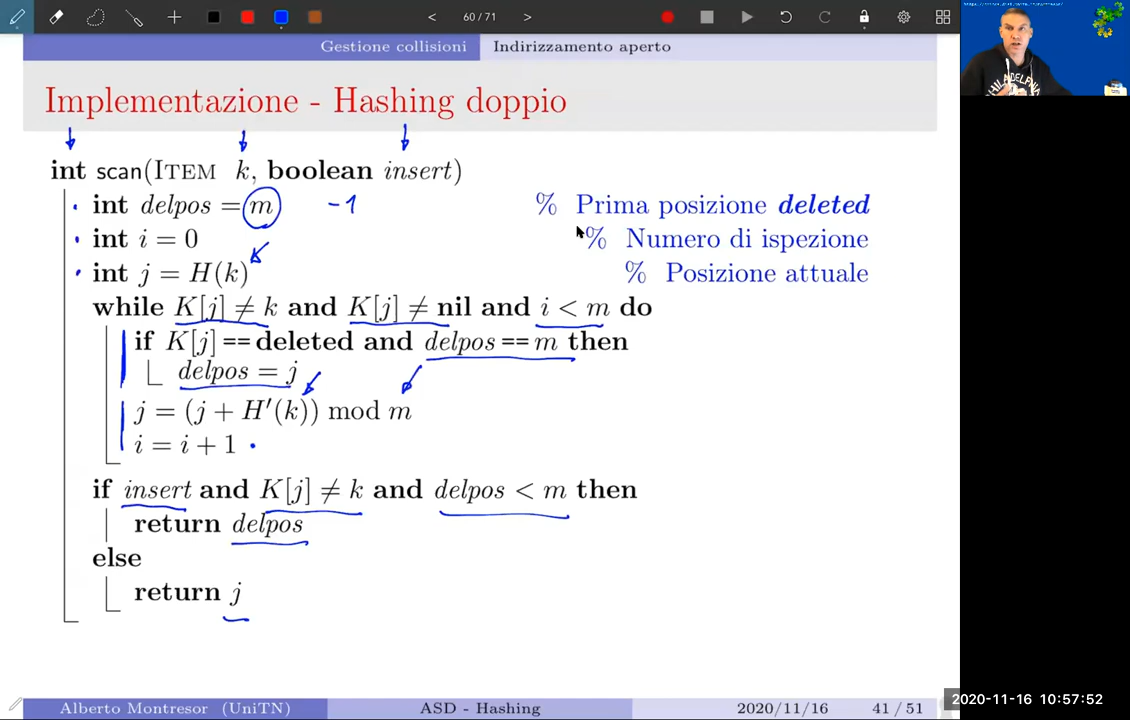 60 / 71
Gestione collisioni Indirizzamento aperto
Implementazione - Hashing doppio
int scan(ITEM k, boolean insert)
int delpos = m -1 % Prima posizione deleted
int i = 0 % Numero di ispezione
int j = H(k) % Posizione attuale
while K[j] ≠ k and K[j] ≠ nil and i < m do
if K[j] == deleted and delpos == m then
delpos = j
j = (j + H′(k)) mod m
i = i + 1
if insert and K[j] ≠ k and delpos < m then
return delpos
else
return j
Alberto Montresor (UniTN) ASD - Hashing 2020/11/16 41 / 51
2020-11-16 10:57:52